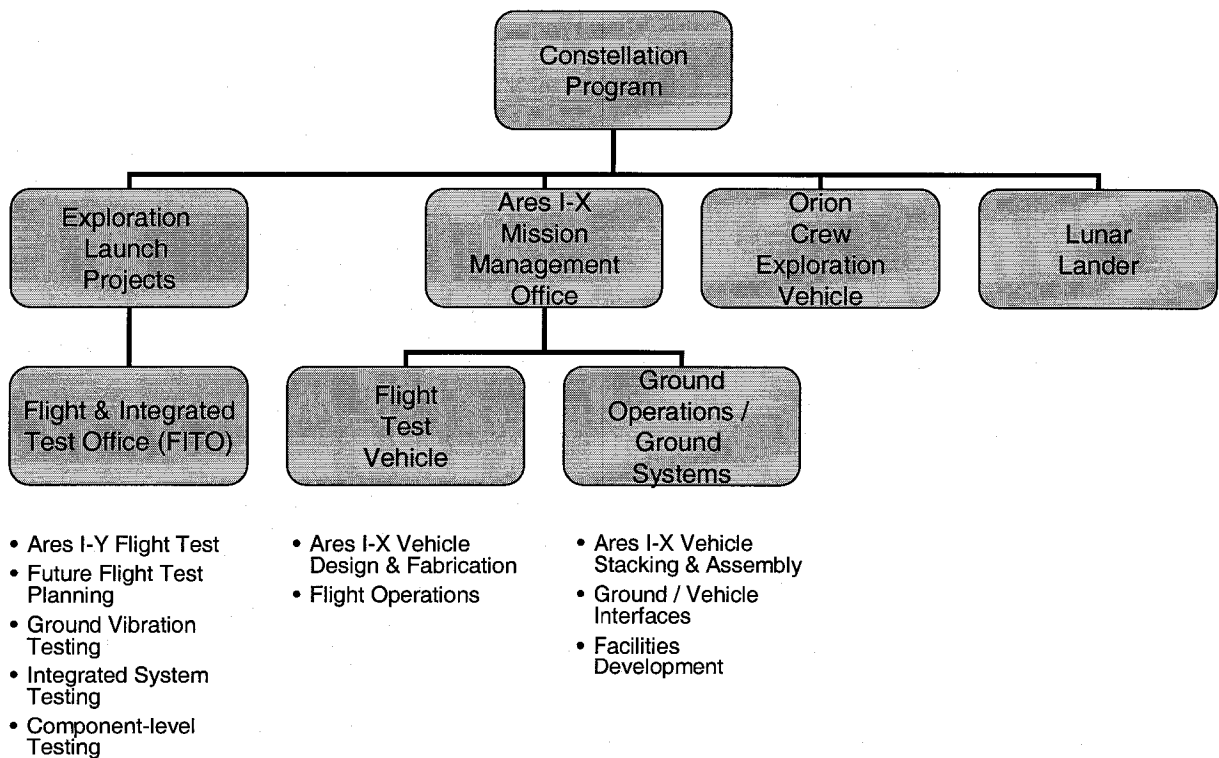 Constellation
Program
Exploration
Launch
Projects
Ares I-X
Mission
Management
Office
Orion
Crew
Exploration
Vehicle
Lunar
Lander
Flight & Integrated
Test Office (FITO)
Flight
Test
Vehicle
Ground
Operations /
Ground
Systems
• Ares I-Y Flight Test
• Future Flight Test
Planning
• Ground Vibration
Testing
• Integrated System
Testing
• Component-level
Testing
• Ares I-X Vehicle
Design & Fabrication
• Flight Operations
• Ares I-X Vehicle
Stacking & Assembly
• Ground / Vehicle
Interfaces
• Facilities
Development